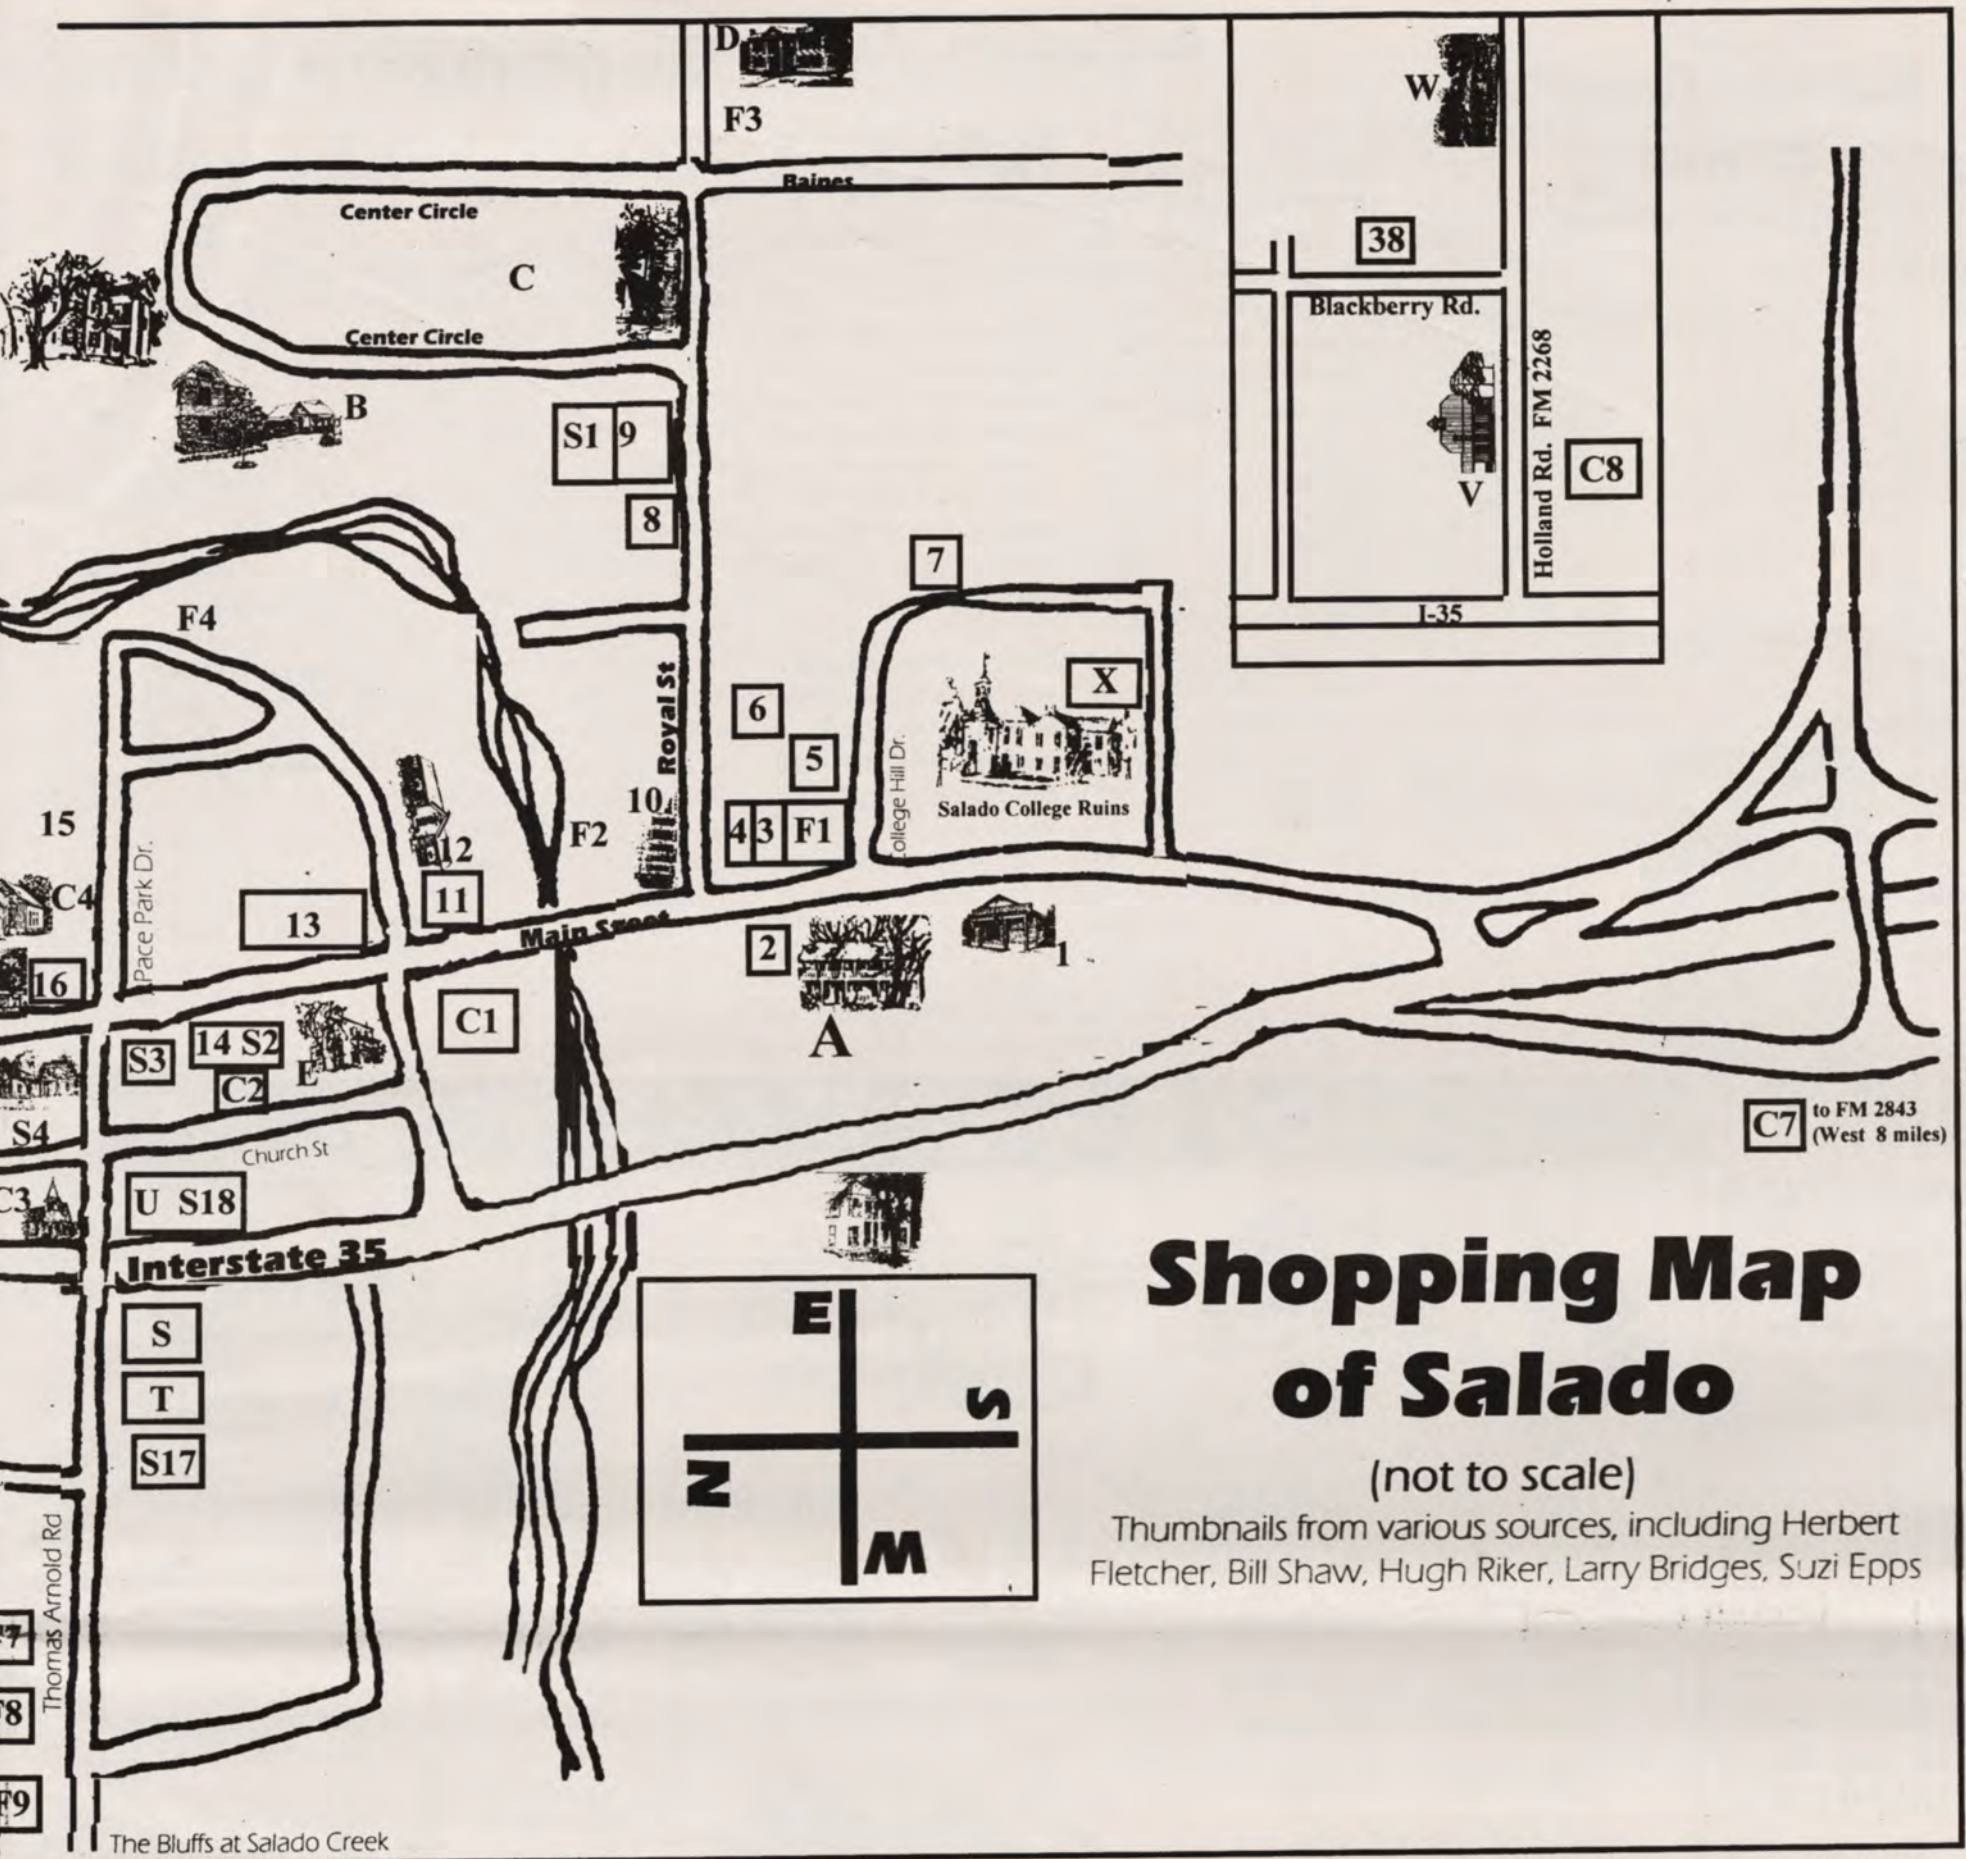 D
F3
W
Baines
Center Circle
C
38
Center Circle
Blackberry Rd.
B
S1 9
Holland Rd. FM 2268
C8
V
8
7
F4
I-35
Royal St
X
6
5
College Hill Dr.
Salado College Ruins
10
4 3 F1
15
F2
12
Pace Park Dr.
C4
11
13
Main Sreet
2
1
16
C1
A
14 S2
S3
E
C2
S4
Church St
C7 to FM 2843
(West 8 miles)
C3
U S18
Interstate 35
Shopping Map
of Salado
(not to scale)
Thumbnails from various sources, including Herbert
Fletcher, Bill Shaw, Hugh Riker, Larry Bridges, Suzi Epps
E
S
N
W
S
T
S17
Thomas Arnold Rd
F7
F8
F9
The Bluffs at Salado Creek